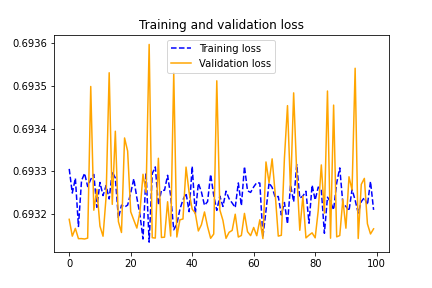 Training and validation loss
Training loss
Validation loss
0.6936
0.6935
0.6934
0.6933
0.6932
0 20 40 60 80 100